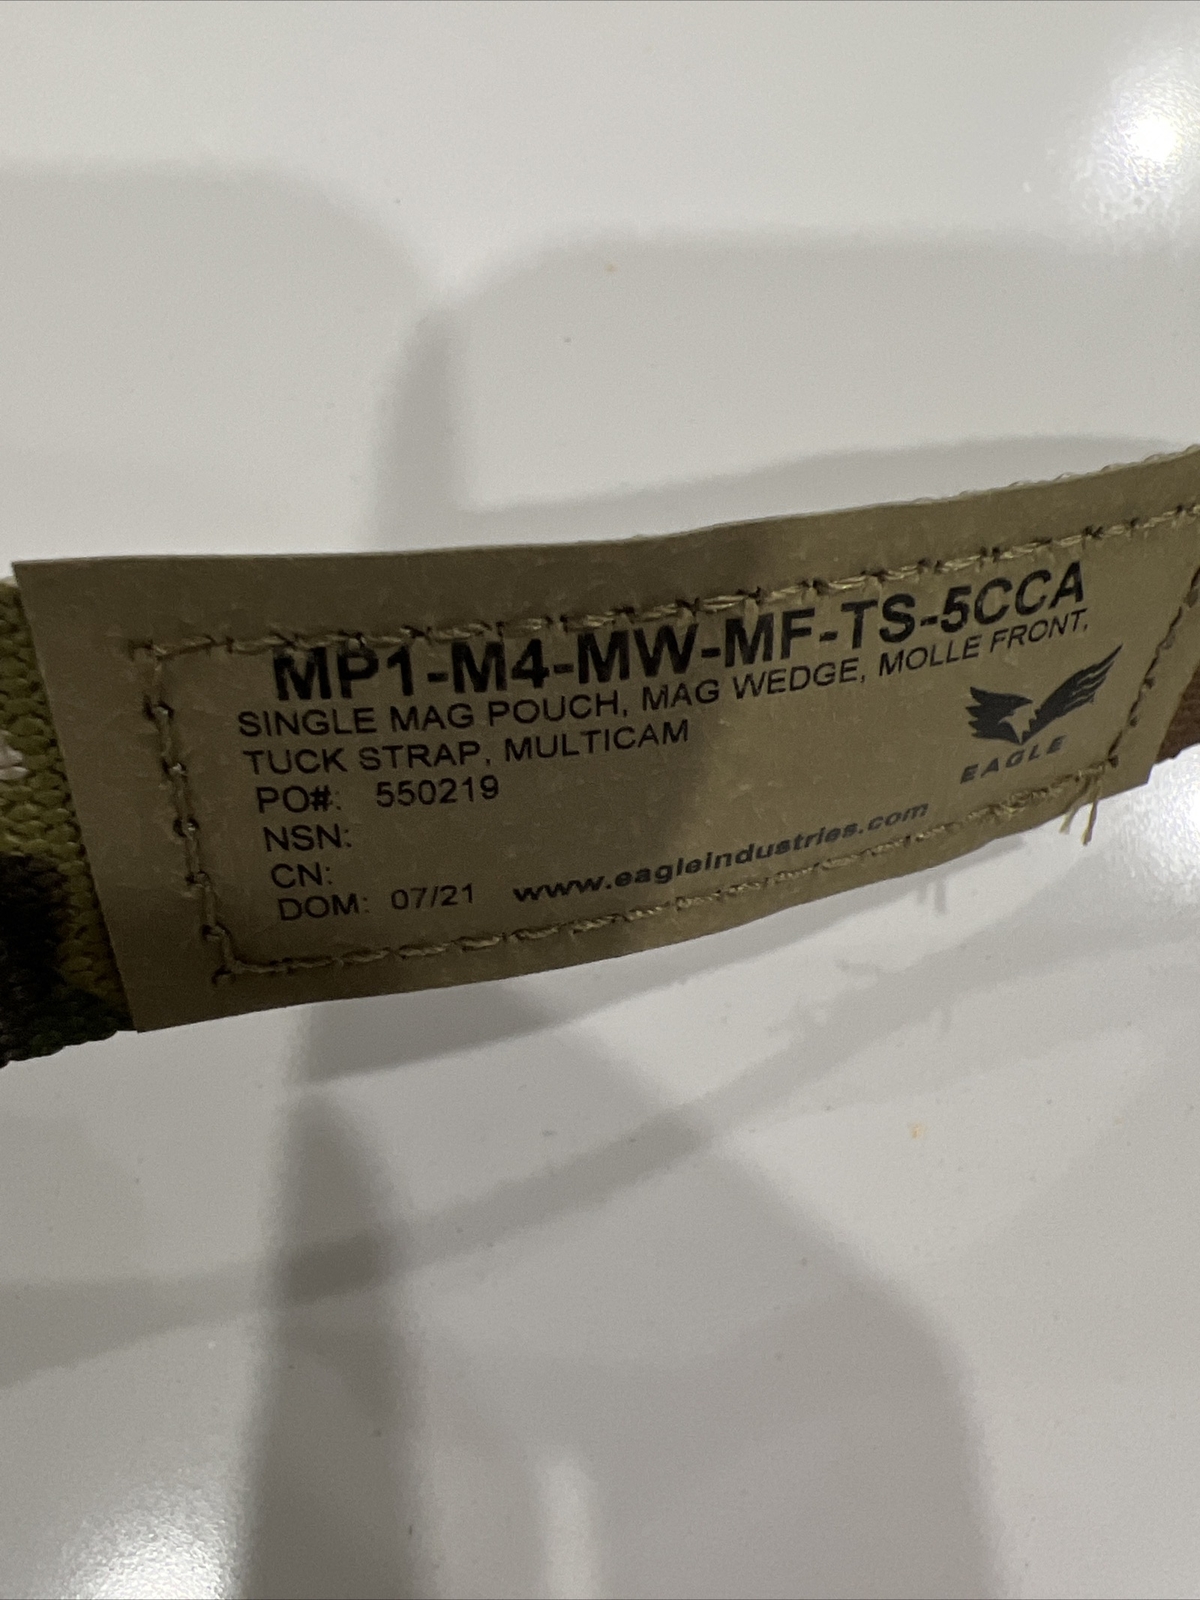 MP1-M4-MW-MF-TS-5CCA
SINGLE MAG POUCH, MAG WEDGE, MOLLE FRONT,
TUCK STRAP, MULTICAM
PO#: 550219
NSN:
CN:
DOM: 07/21
www.eagleindustries.com
EAGLE